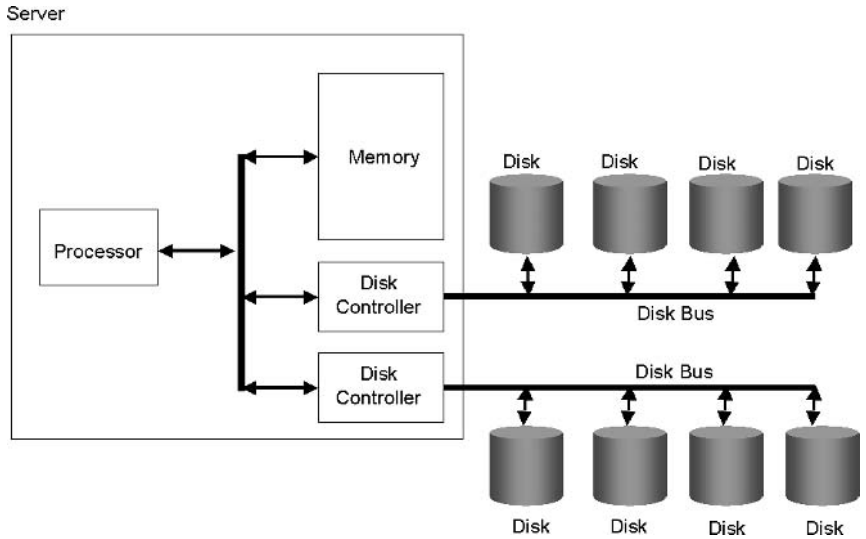 Server
Memory
Processor
Disk
Controller
Disk
Controller
Disk Disk Disk Disk
Disk Bus
Disk Bus
Disk Disk Disk Disk